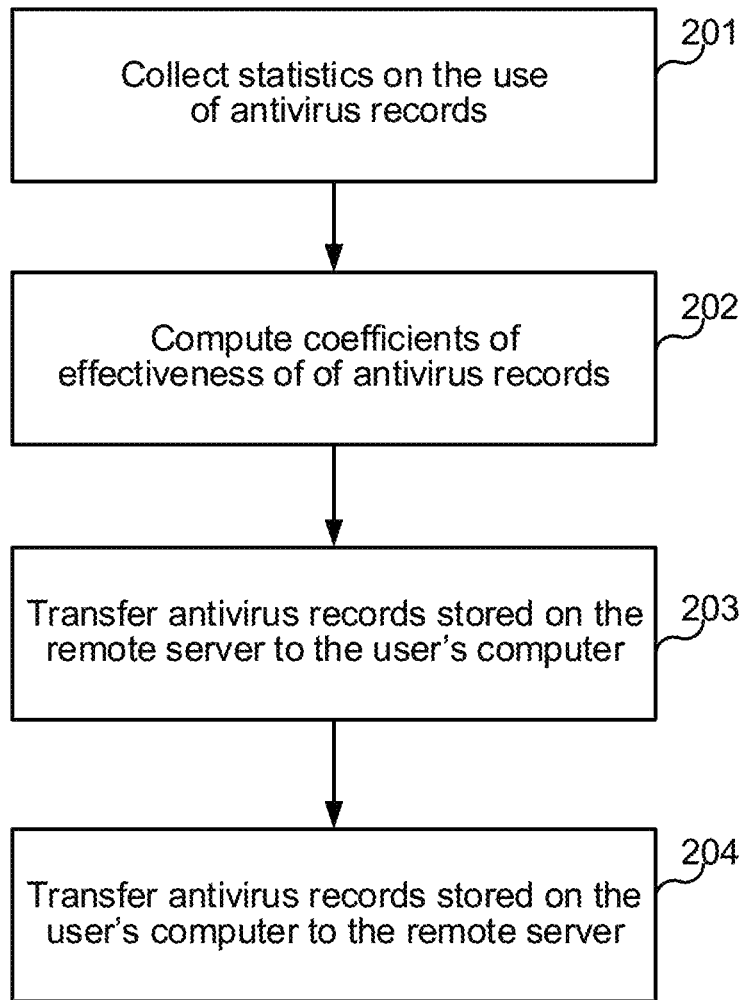 201
Collect statistics on the use
of antivirus records
202
Compute coefficients of
effectiveness of of antivirus records
203
Transfer antivirus records stored on the
remote server to the user's computer
204
Transfer antivirus records stored on the
user's computer to the remote server